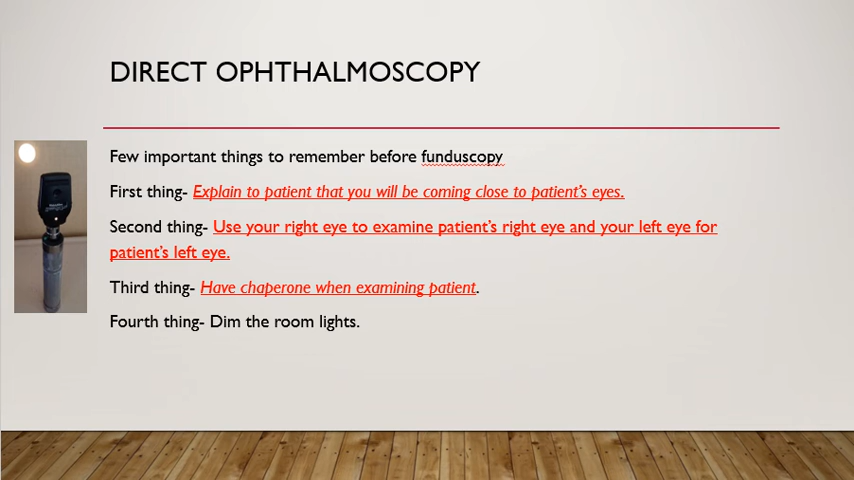 DIRECT OPHTHALMOSCOPY
Few important things to remember before funduscopy
First thing- Explain to patient that you will be coming close to patient's eyes.
Second thing- Use your right eye to examine patient's right eye and your left eye for
patient's left eye.
Third thing- Have chaperone when examining patient.
Fourth thing- Dim the room lights.